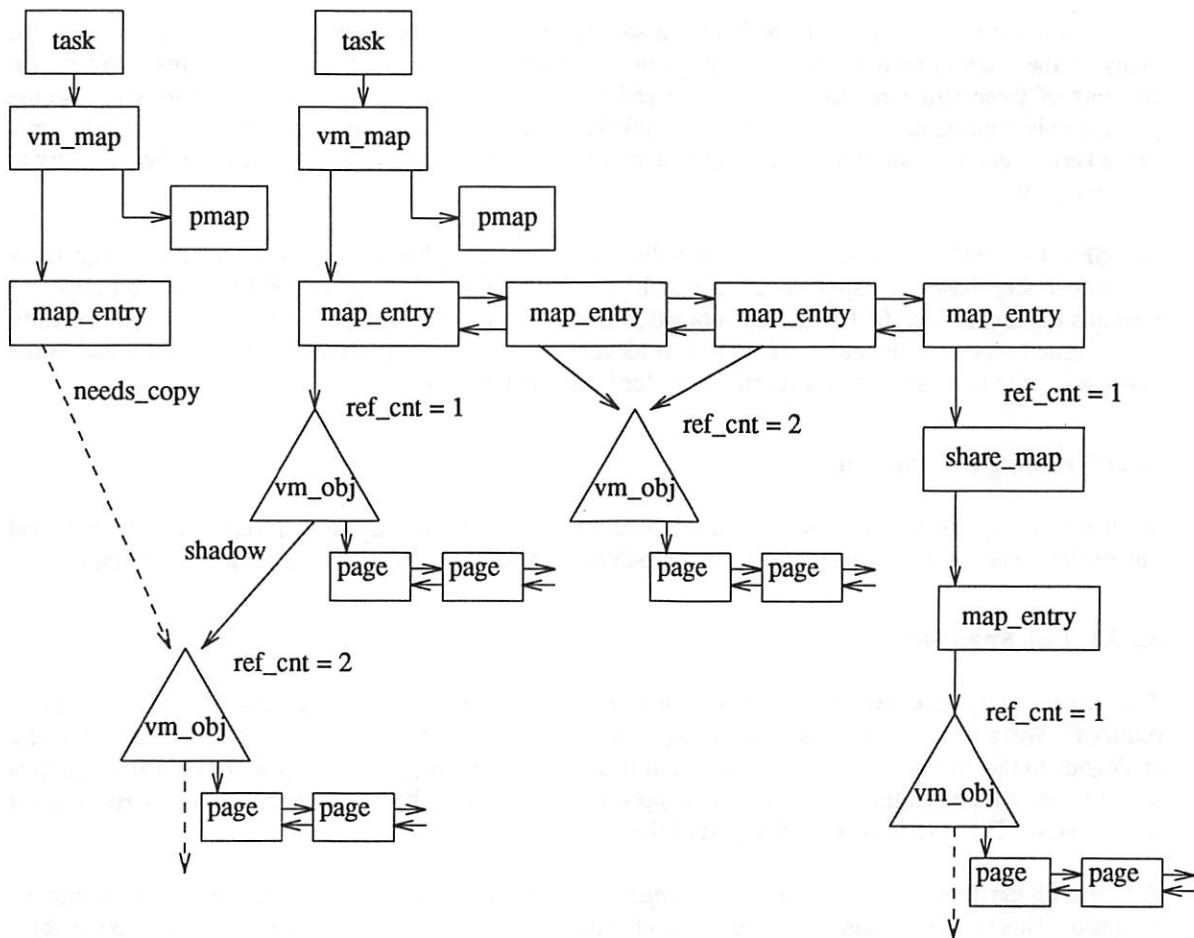 task
task
vm_map
vm_map
pmap
pmap
map_entry
map_entry
map_entry
map_entry
map_entry
needs_copy
ref_cnt = 1
ref_cnt = 2
ref_cnt = 1
share_map
vm_obj
vm_obj
shadow
page
page
page
page
map_entry
ref_cnt = 2
vm_obj
ref_cnt = 1
vm_obj
page
page
page
page